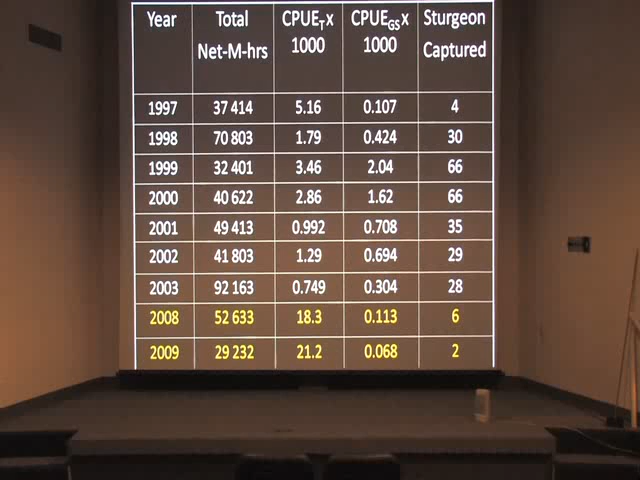 Year Total Net-M-hrs CPUE_T x 1000 CPUE_GS x 1000 Sturgeon Captured
1997 37 414 5.16 0.107 4
1998 70 803 1.79 0.424 30
1999 32 401 3.46 2.04 66
2000 40 622 2.86 1.62 66
2001 49 413 0.992 0.708 35
2002 41 803 1.29 0.694 29
2003 92 163 0.749 0.304 28
2008 52 633 18.3 0.113 6
2009 29 232 21.2 0.068 2